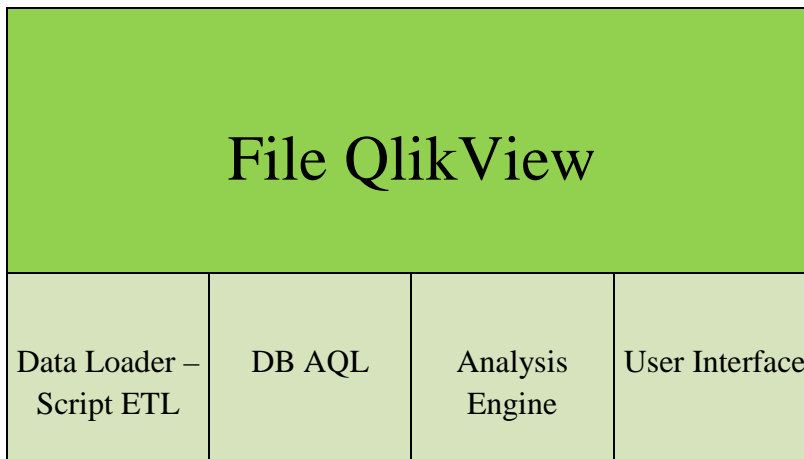 File QlikView
Data Loader –
Script ETL
DB AQL
Analysis
Engine
User Interface